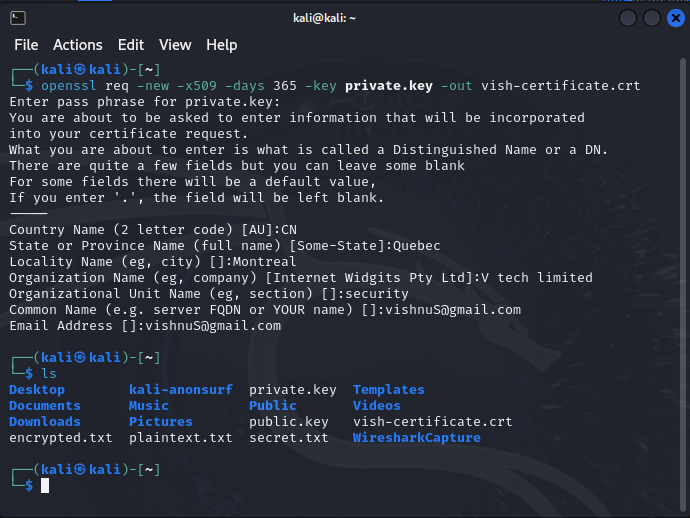 kali@kali: ~
File Actions Edit View Help
┌──(kali㉿kali)-[~]
└─$ openssl req -new -x509 -days 365 -key private.key -out vish-certificate.crt
Enter pass phrase for private.key:
You are about to be asked to enter information that will be incorporated
into your certificate request.
What you are about to enter is what is called a Distinguished Name or a DN.
There are quite a few fields but you can leave some blank
For some fields there will be a default value,
If you enter '.', the field will be left blank.
-----
Country Name (2 letter code) [AU]:CN
State or Province Name (full name) [Some-State]:Quebec
Locality Name (eg, city) []:Montreal
Organization Name (eg, company) [Internet Widgits Pty Ltd]:V tech limited
Organizational Unit Name (eg, section) []:security
Common Name (e.g. server FQDN or YOUR name) []:vishnuS@gmail.com
Email Address []:vishnuS@gmail.com
┌──(kali㉿kali)-[~]
└─$ ls
Desktop kali-anonsurf private.key Templates
Documents Music Public Videos
Downloads Pictures public.key vish-certificate.crt
encrypted.txt plaintext.txt secret.txt WiresharkCapture
┌──(kali㉿kali)-[~]
└─$